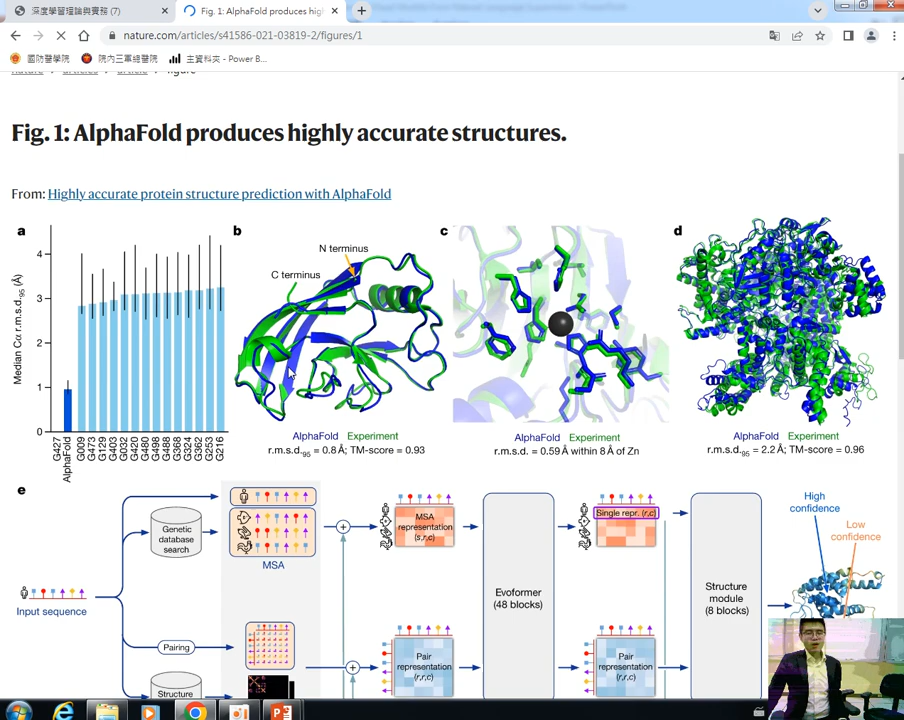 深度學習理論與實務 (7)
Fig. 1: AlphaFold produces high
nature.com/articles/s41586-021-03819-2/figures/1
國防醫學院
院內三軍總醫院
主資料夾 - Power B...
nature
articles
article
figure
Fig. 1: AlphaFold produces highly accurate structures.
From: Highly accurate protein structure prediction with AlphaFold
a
Median Cα r.m.s.d.95 (Å)
4
3
2
1
0
G427
AlphaFold
G009
G473
G129
G403
G032
G420
G480
G498
G488
G368
G324
G362
G253
G216
b
N terminus
C terminus
AlphaFold Experiment
r.m.s.d.95 = 0.8 Å; TM-score = 0.93
c
AlphaFold Experiment
r.m.s.d. = 0.59 Å within 8 Å of Zn
d
AlphaFold Experiment
r.m.s.d.95 = 2.2 Å; TM-score = 0.96
e
Input sequence
Genetic
database
search
MSA
Pairing
Structure
MSA
representation
(s,r,c)
Pair
representation
(r,r,c)
Evoformer
(48 blocks)
Single repr. (r,c)
Pair
representation
(r,r,c)
Structure
module
(8 blocks)
High
confidence
Low
confidence